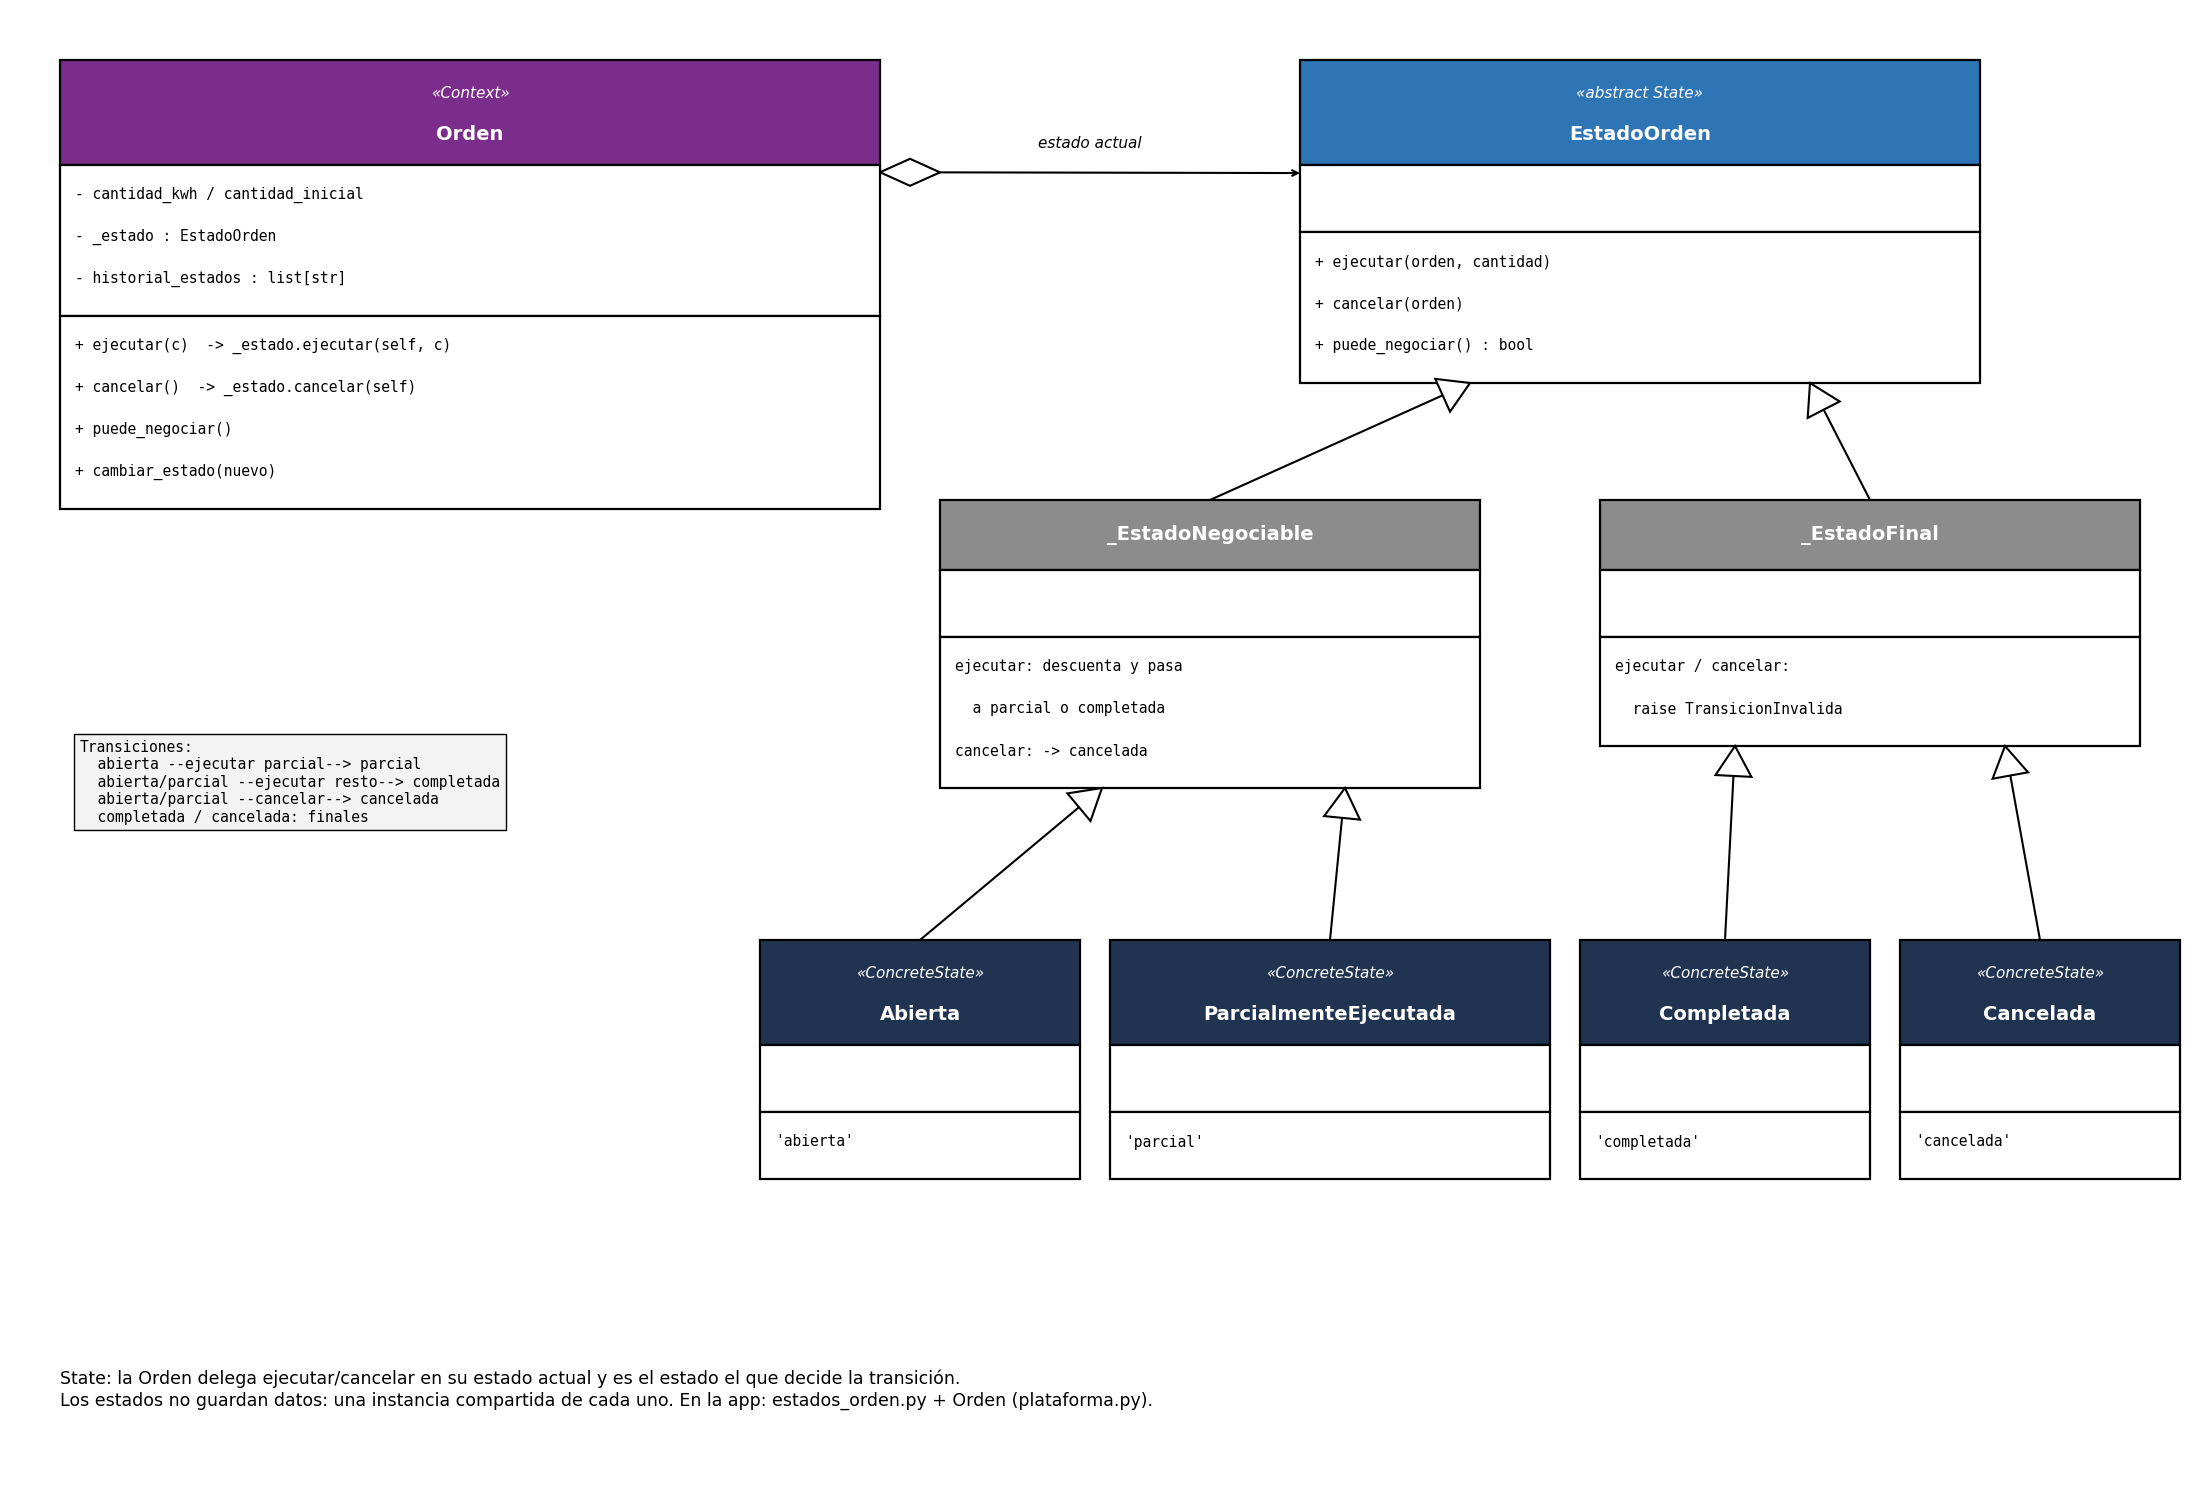 «Context»
Orden
- cantidad_kwh / cantidad_inicial
- _estado : EstadoOrden
- historial_estados : list[str]
+ ejecutar(c)  -> _estado.ejecutar(self, c)
+ cancelar()  -> _estado.cancelar(self)
+ puede_negociar()
+ cambiar_estado(nuevo)
estado actual
«abstract State»
EstadoOrden
+ ejecutar(orden, cantidad)
+ cancelar(orden)
+ puede_negociar() : bool
_EstadoNegociable
ejecutar: descuenta y pasa
  a parcial o completada
cancelar: -> cancelada
_EstadoFinal
ejecutar / cancelar:
  raise TransicionInvalida
Transiciones:
  abierta --ejecutar parcial--> parcial
  abierta/parcial --ejecutar resto--> completada
  abierta/parcial --cancelar--> cancelada
  completada / cancelada: finales
«ConcreteState»
Abierta
'abierta'
«ConcreteState»
ParcialmenteEjecutada
'parcial'
«ConcreteState»
Completada
'completada'
«ConcreteState»
Cancelada
'cancelada'
State: la Orden delega ejecutar/cancelar en su estado actual y es el estado el que decide la transición.
Los estados no guardan datos: una instancia compartida de cada uno. En la app: estados_orden.py + Orden (plataforma.py).